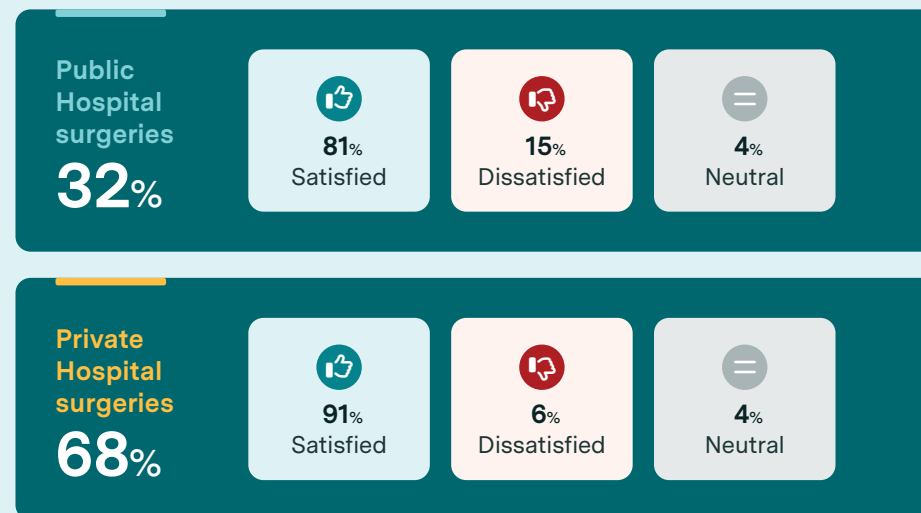 Public
Hospital
surgeries
32%
81%
Satisfied
15%
Dissatisfied
4%
Neutral
Private
Hospital
surgeries
68%
91%
Satisfied
6%
Dissatisfied
4%
Neutral